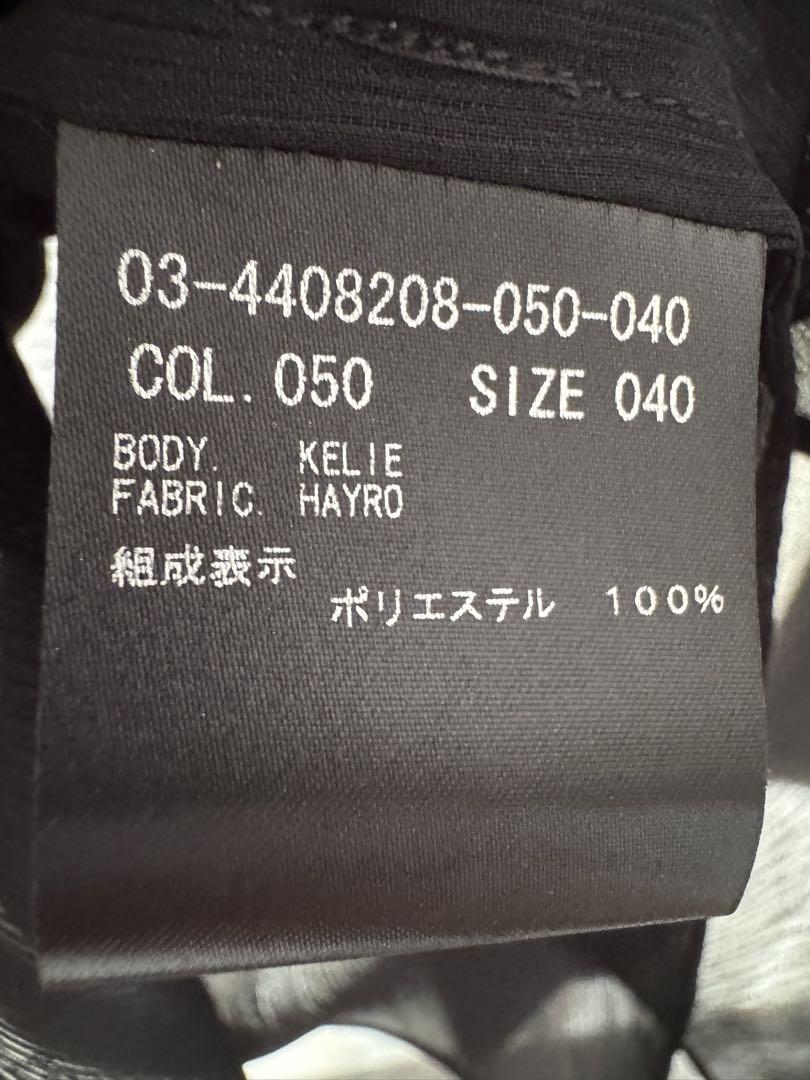 03-4408208-050-040
COL. 050 SIZE 040
BODY. KELIE
FABRIC. HAYRO
組成表示
ポリエステル 100%